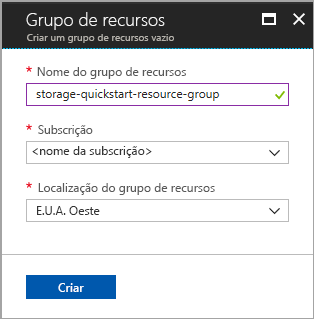 Grupo de recursos
Criar um grupo de recursos vazio
* Nome do grupo de recursos
storage-quickstart-resource-group
* Subscrição
<nome da subscrição>
* Localização do grupo de recursos
E.U.A. Oeste
Criar